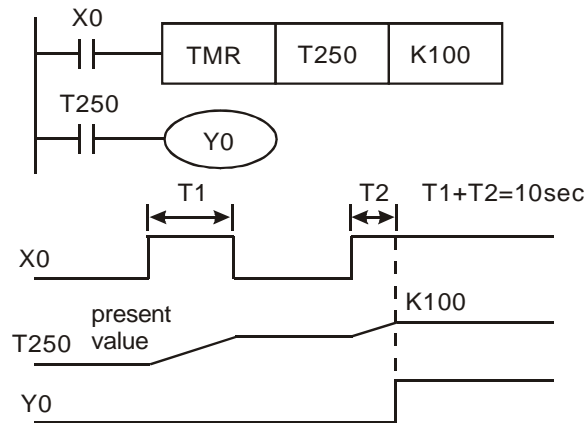 X0
TMR T250 K100
T250
Y0
T1 T2 T1+T2=10sec
X0
K100
present
value
T250
Y0